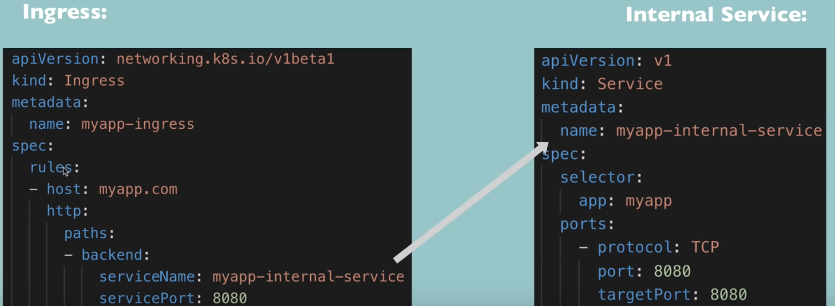 Ingress:
apiVersion: networking.k8s.io/v1beta1
kind: Ingress
metadata:
  name: myapp-ingress
spec:
  rules:
  - host: myapp.com
    http:
      paths:
      - backend:
          serviceName: myapp-internal-service
          servicePort: 8080
Internal Service:
apiVersion: v1
kind: Service
metadata:
  name: myapp-internal-service
spec:
  selector:
    app: myapp
  ports:
    - protocol: TCP
      port: 8080
      targetPort: 8080